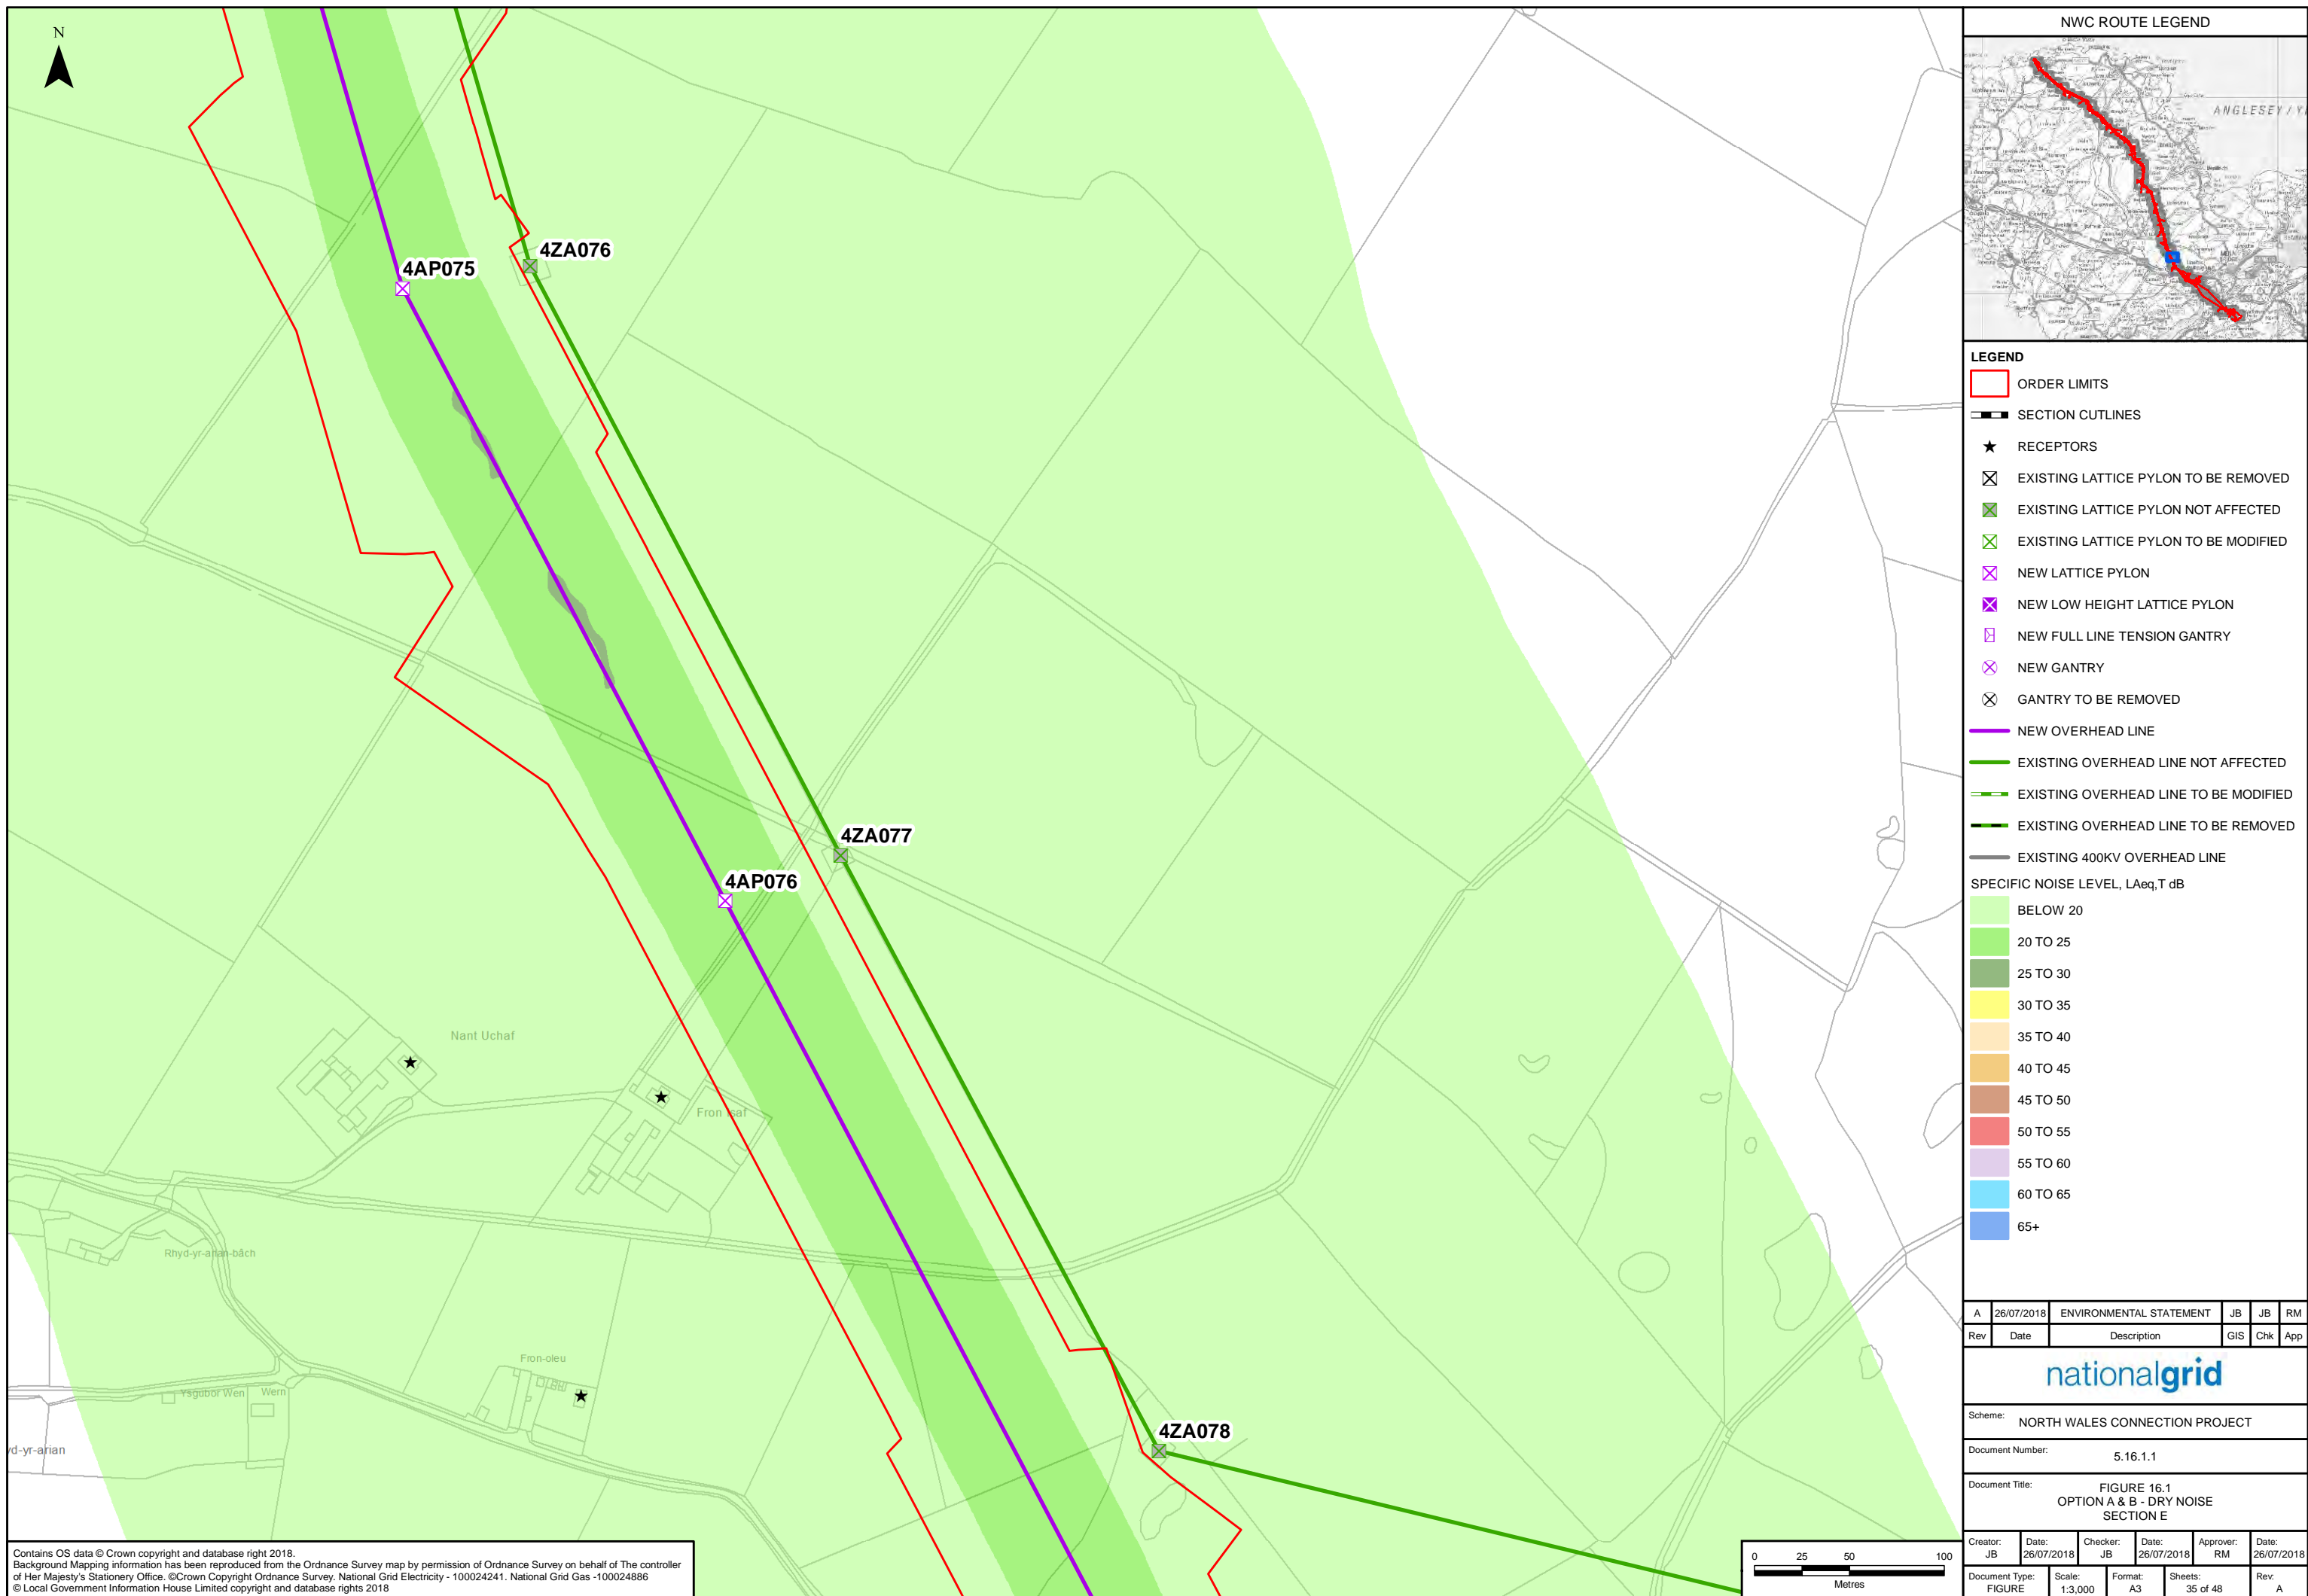 N
4ZA076
4AP075
4ZA077
4AP076
Nant Uchaf
Fron Isaf
Rhyd-yr-arian-bâch
Fron-oleu
Ysgubor Wen
Wern
yd-yr-arian
4ZA078
Contains OS data © Crown copyright and database right 2018.
Background Mapping information has been reproduced from the Ordnance Survey map by permission of Ordnance Survey on behalf of The controller
of Her Majesty's Stationery Office. ©Crown Copyright Ordnance Survey. National Grid Electricity - 100024241. National Grid Gas -100024886
© Local Government Information House Limited copyright and database rights 2018
0 25 50 100
Metres
NWC ROUTE LEGEND
ANGLESEY / Y
LEGEND
ORDER LIMITS
SECTION CUTLINES
RECEPTORS
EXISTING LATTICE PYLON TO BE REMOVED
EXISTING LATTICE PYLON NOT AFFECTED
EXISTING LATTICE PYLON TO BE MODIFIED
NEW LATTICE PYLON
NEW LOW HEIGHT LATTICE PYLON
NEW FULL LINE TENSION GANTRY
NEW GANTRY
GANTRY TO BE REMOVED
NEW OVERHEAD LINE
EXISTING OVERHEAD LINE NOT AFFECTED
EXISTING OVERHEAD LINE TO BE MODIFIED
EXISTING OVERHEAD LINE TO BE REMOVED
EXISTING 400KV OVERHEAD LINE
SPECIFIC NOISE LEVEL, LAeq,T dB
BELOW 20
20 TO 25
25 TO 30
30 TO 35
35 TO 40
40 TO 45
45 TO 50
50 TO 55
55 TO 60
60 TO 65
65+
A 26/07/2018 ENVIRONMENTAL STATEMENT JB JB RM
Rev Date Description GIS Chk App
nationalgrid
Scheme: NORTH WALES CONNECTION PROJECT
Document Number: 5.16.1.1
Document Title: FIGURE 16.1
OPTION A & B - DRY NOISE
SECTION E
Creator: Date: Checker: Date: Approver: Date:
JB 26/07/2018 JB 26/07/2018 RM 26/07/2018
Document Type: Scale: Format: Sheets: Rev:
FIGURE 1:3,000 A3 35 of 48 A